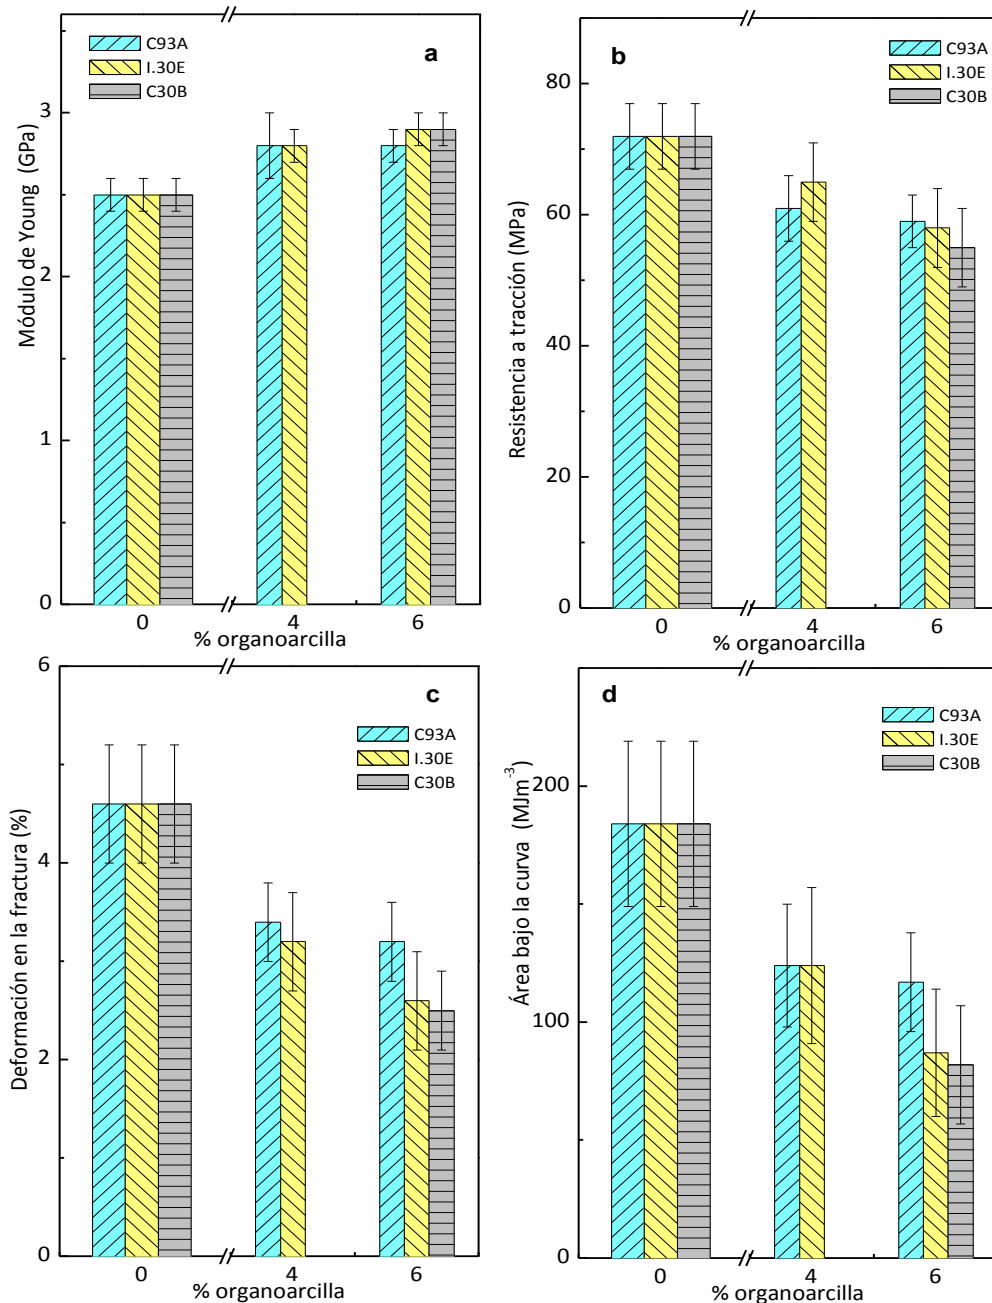 a
C93A
I.30E
C30B
Módulo de Young (GPa)
3
2
1
0
0 4 6
% organoarcilla
b
C93A
I.30E
C30B
Resistencia a tracción (MPa)
80
60
40
20
0
0 4 6
% organoarcilla
c
C93A
I.30E
C30B
Deformación en la fractura (%)
6
4
2
0
0 4 6
% organoarcilla
d
C93A
I.30E
C30B
Área bajo la curva (MJm⁻³)
200
100
0
0 4 6
% organoarcilla